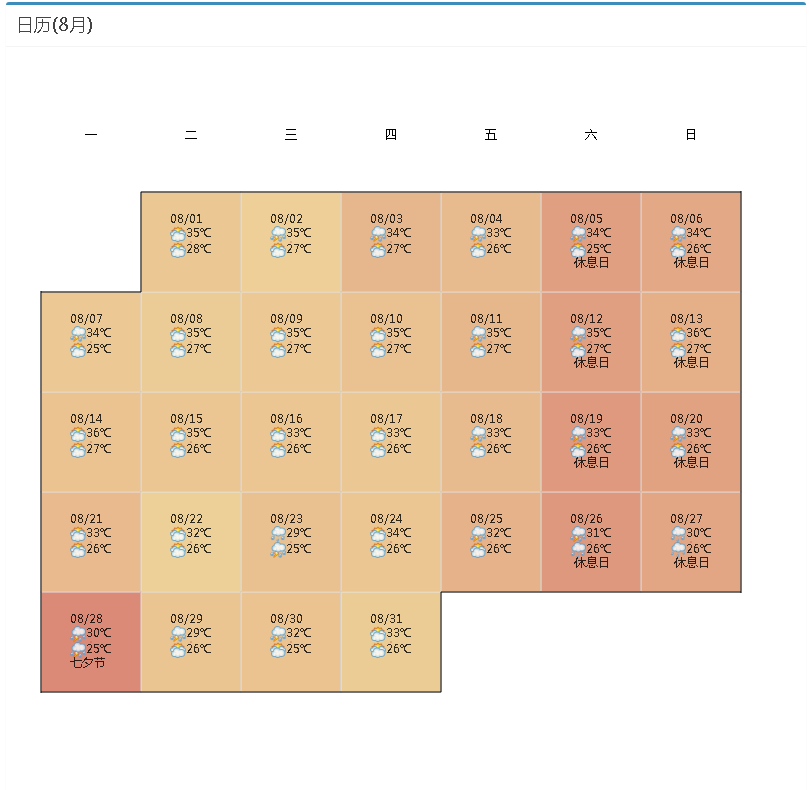 日历(8月)
一 二 三 四 五 六 日
08/01 08/02 08/03 08/04 08/05 08/06
35℃ 35℃ 34℃ 33℃ 34℃ 34℃
28℃ 27℃ 27℃ 26℃ 25℃ 26℃
休息日 休息日
08/07 08/08 08/09 08/10 08/11 08/12 08/13
34℃ 35℃ 35℃ 35℃ 35℃ 35℃ 36℃
25℃ 27℃ 27℃ 27℃ 27℃ 27℃ 27℃
休息日 休息日
08/14 08/15 08/16 08/17 08/18 08/19 08/20
36℃ 35℃ 33℃ 33℃ 33℃ 33℃ 33℃
27℃ 26℃ 26℃ 26℃ 26℃ 26℃ 26℃
休息日 休息日
08/21 08/22 08/23 08/24 08/25 08/26 08/27
33℃ 32℃ 29℃ 34℃ 32℃ 31℃ 30℃
26℃ 26℃ 25℃ 26℃ 26℃ 26℃ 26℃
休息日 休息日
08/28 08/29 08/30 08/31
30℃ 29℃ 32℃ 33℃
25℃ 26℃ 25℃ 26℃
七夕节